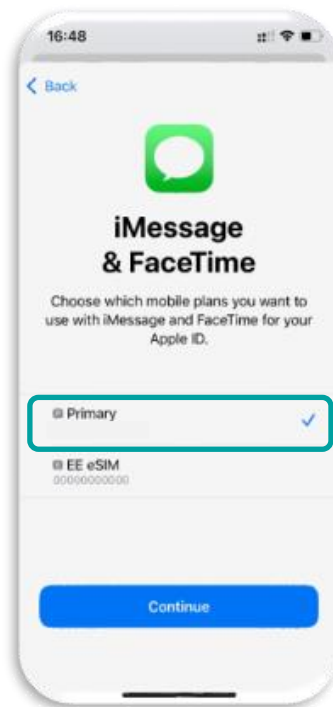 16:48
Back
iMessage
& FaceTime
Choose which mobile plans you want to
use with iMessage and FaceTime for your
Apple ID.
Primary
EE eSIM
00000000000
Continue